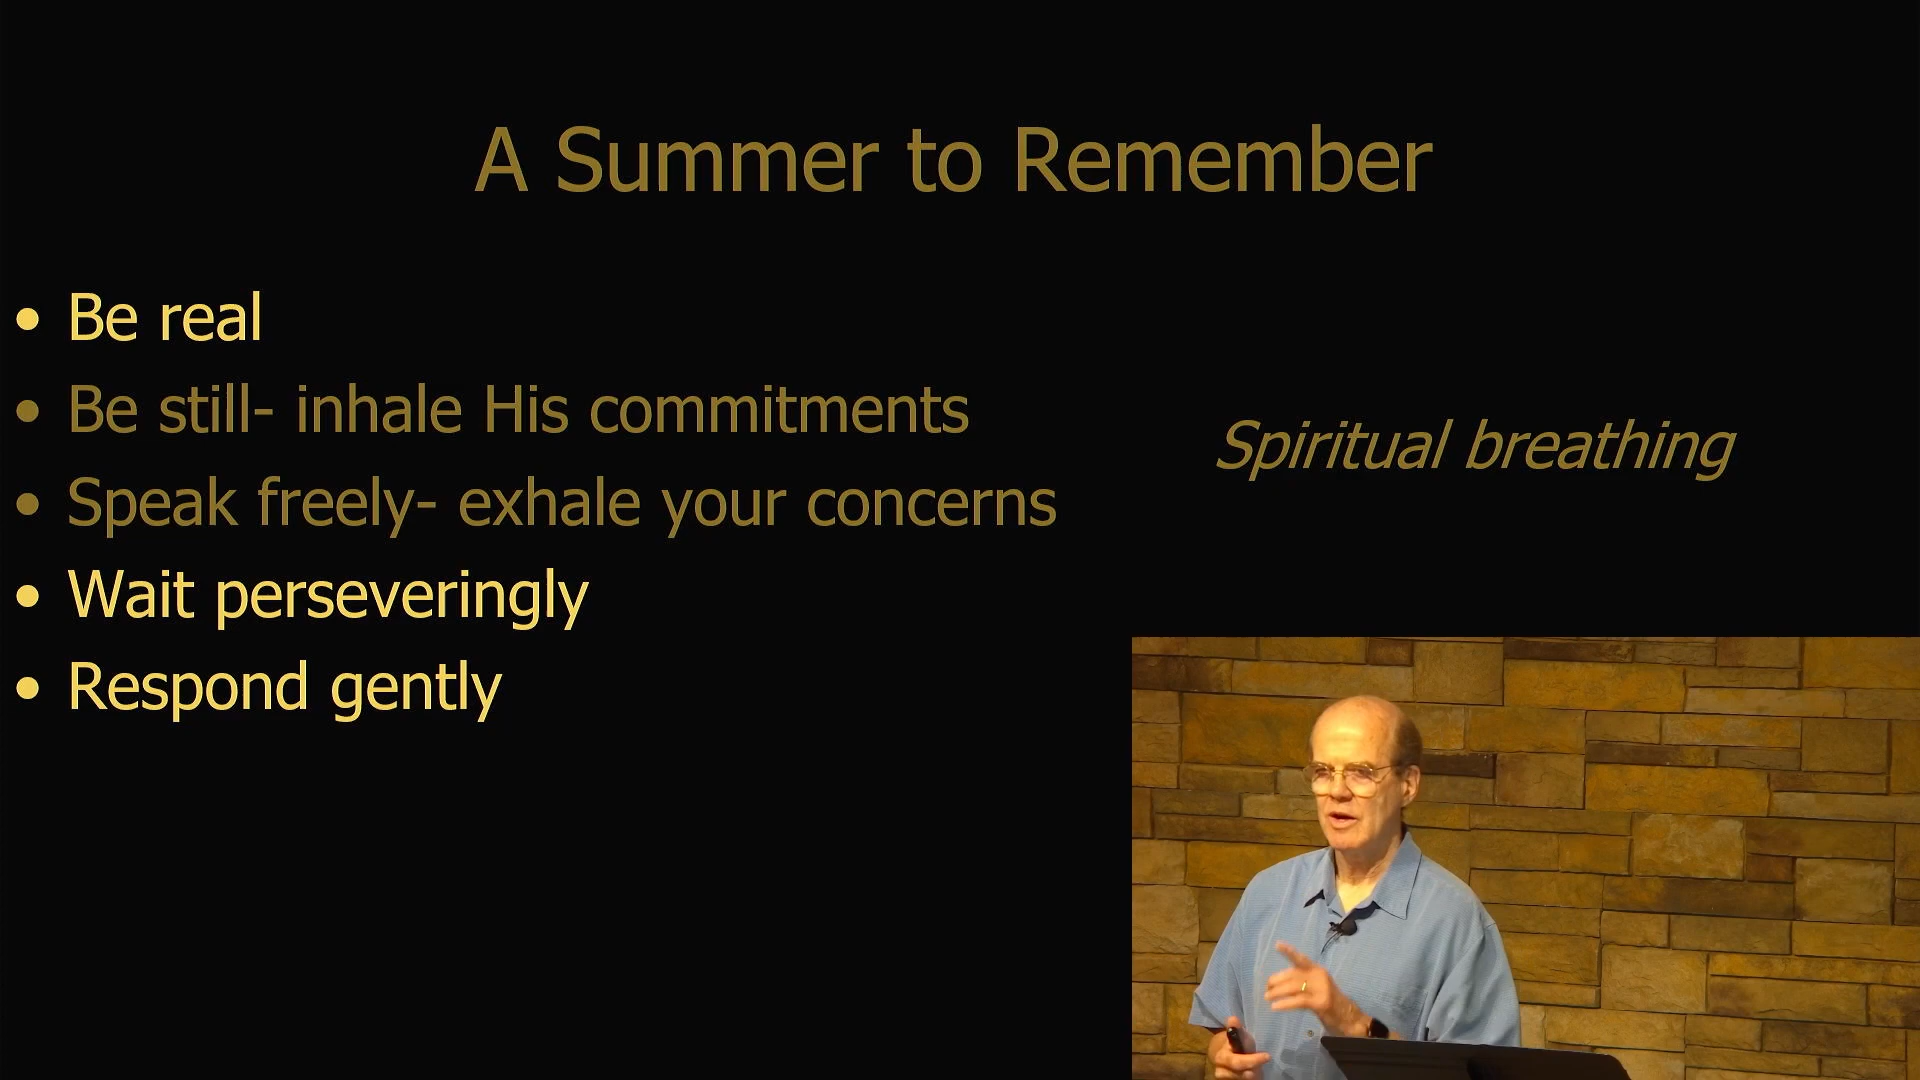 A Summer to Remember
• Be real
• Be still- inhale His commitments
• Speak freely- exhale your concerns
• Wait perseveringly
• Respond gently
Spiritual breathing